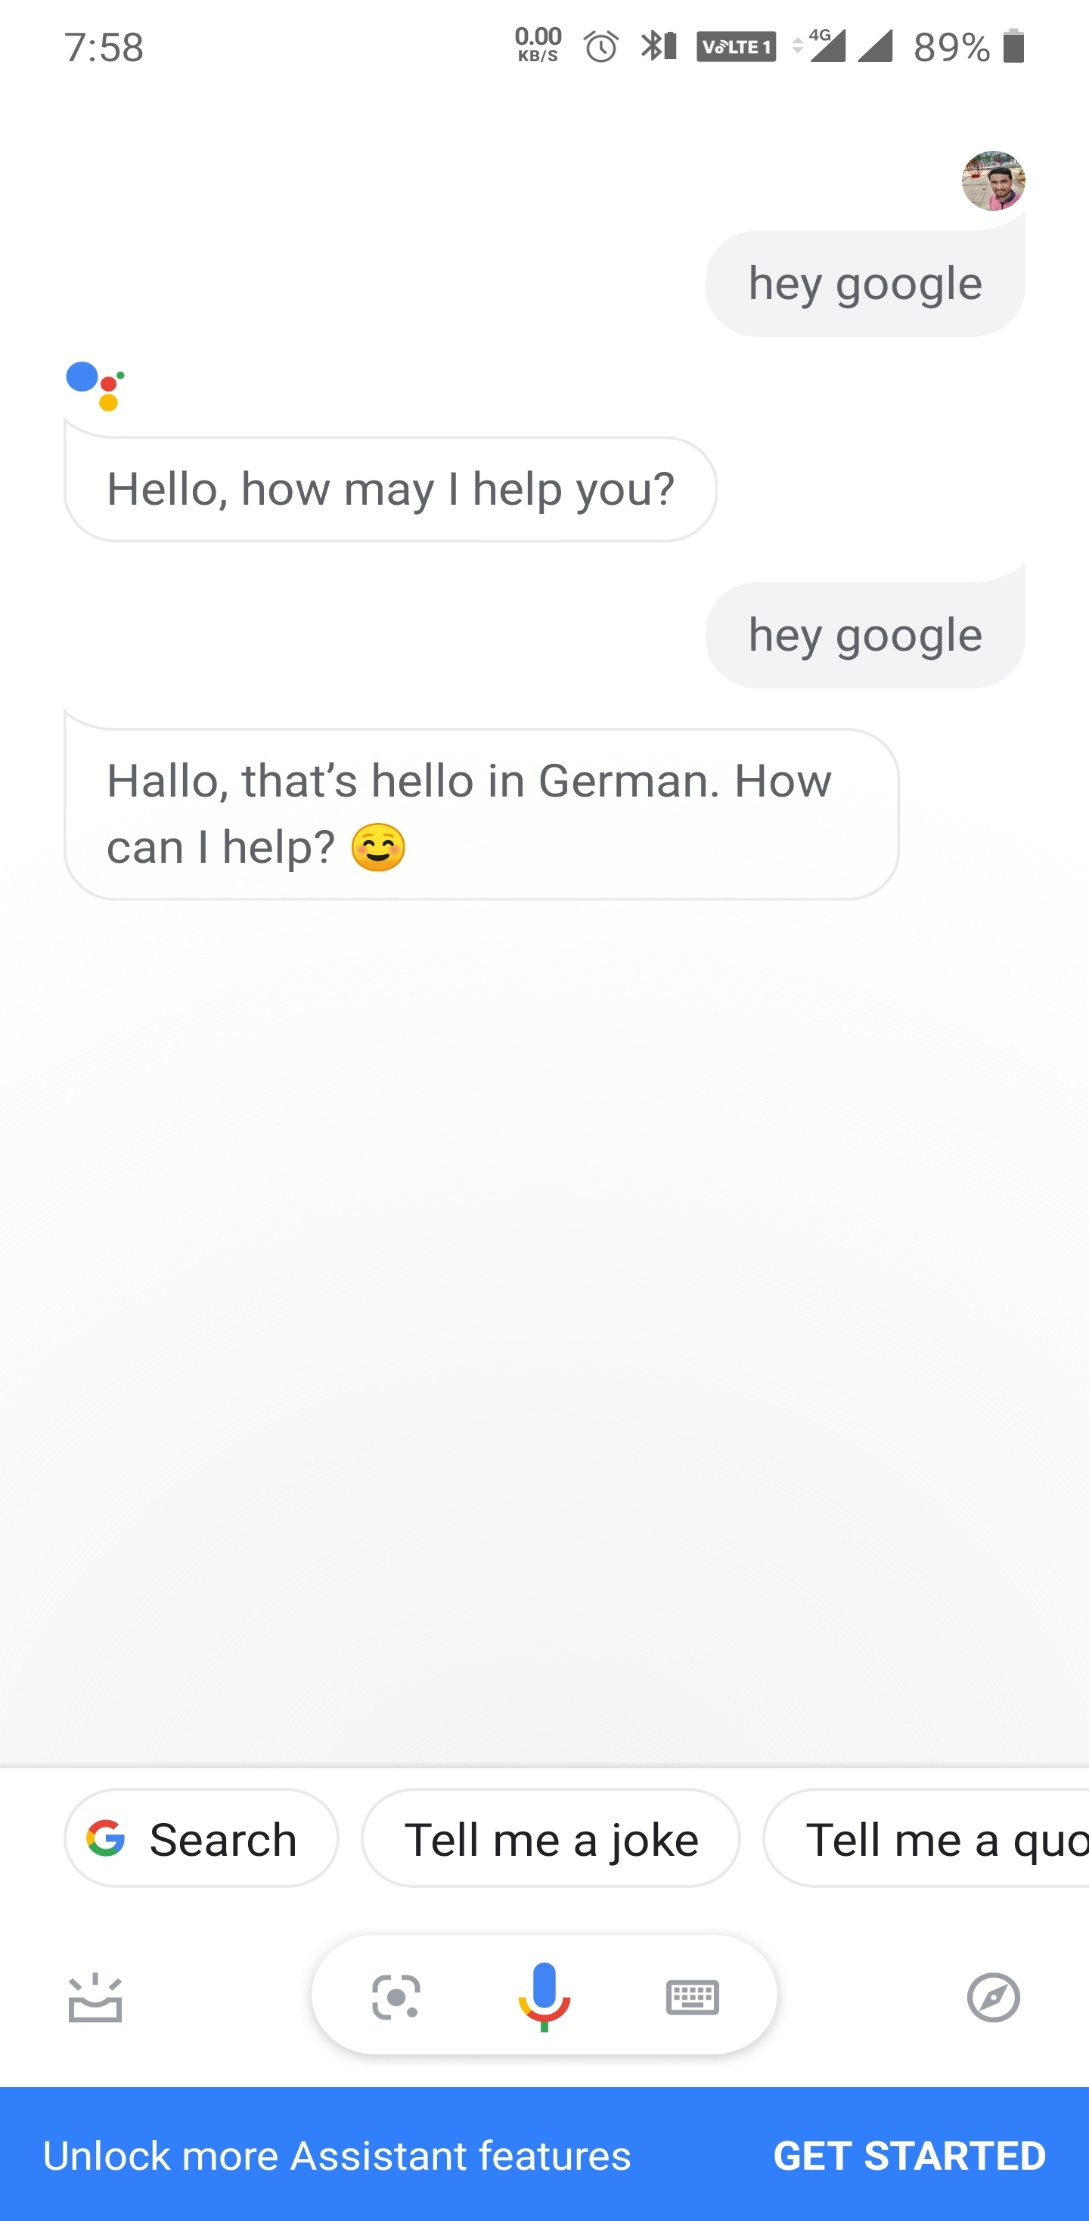 7:58 0.00 KB/S VoLTE 1 4G 89%
hey google
Hello, how may I help you?
hey google
Hallo, that’s hello in German. How
can I help? ☺️
G Search Tell me a joke Tell me a quo
Unlock more Assistant features GET STARTED